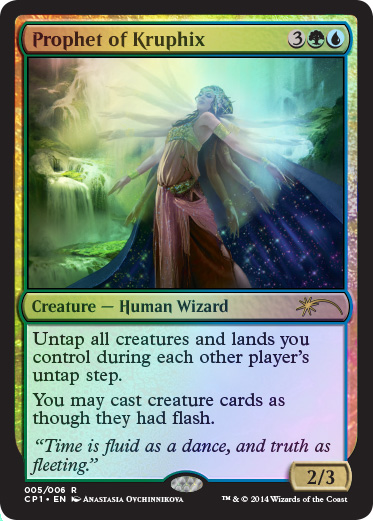 Prophet of Kruphix 3
Creature — Human Wizard
Untap all creatures and lands you
control during each other player's
untap step.
You may cast creature cards as
though they had flash.
"Time is fluid as a dance, and truth as
fleeting."
2/3
005/006 R
CP1 • EN Anastasia Ovchinnikova
™ & © 2014 Wizards of the Coast